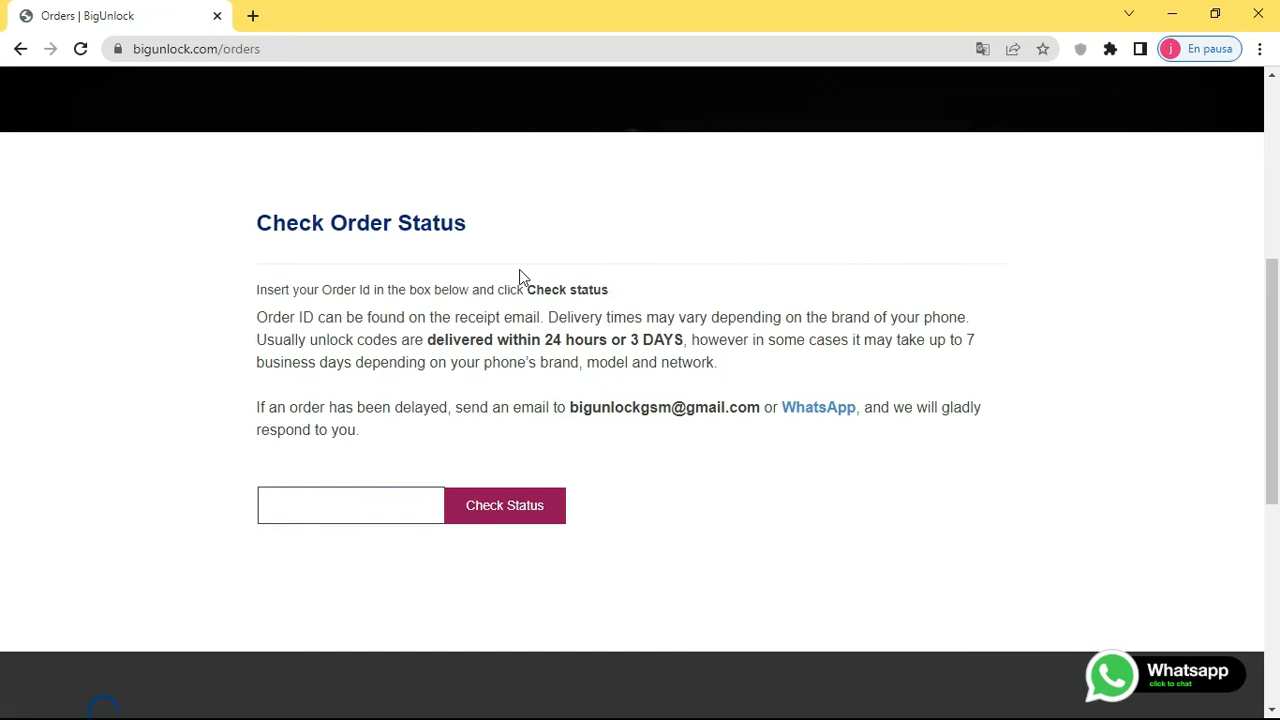 Orders | BigUnlock
bigunlock.com/orders
j En pausa
Check Order Status
Insert your Order Id in the box below and click Check status
Order ID can be found on the receipt email. Delivery times may vary depending on the brand of your phone.
Usually unlock codes are delivered within 24 hours or 3 DAYS, however in some cases it may take up to 7
business days depending on your phone's brand, model and network.
If an order has been delayed, send an email to bigunlockgsm@gmail.com or WhatsApp, and we will gladly
respond to you.
Check Status
Whatsapp
click to chat